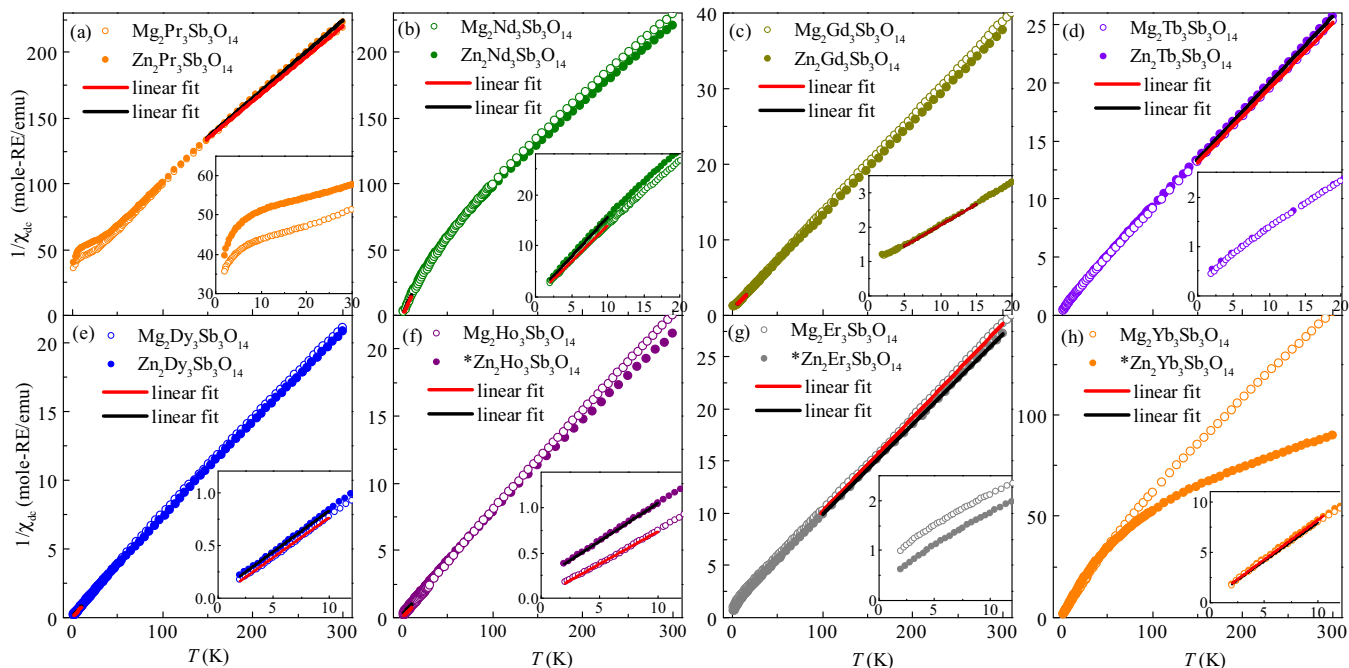 (a)
Mg₂Pr₃Sb₃O₁₄
Zn₂Pr₃Sb₃O₁₄
linear fit
linear fit
(b)
Mg₂Nd₃Sb₃O₁₄
Zn₂Nd₃Sb₃O₁₄
linear fit
linear fit
(c)
Mg₂Gd₃Sb₃O₁₄
Zn₂Gd₃Sb₃O₁₄
linear fit
linear fit
(d)
Mg₂Tb₃Sb₃O₁₄
Zn₂Tb₃Sb₃O₁₄
linear fit
linear fit
1/χdc (mole-RE/emu)
200
150
100
50
0
60
50
40
30
0 10 20 30
200
150
100
50
0
20
10
0
0 5 10 15 20
40
30
20
10
0
3
2
1
0
0 5 10 15 20
25
20
15
10
5
0
2
1
0
0 5 10 15 20
(e)
Mg₂Dy₃Sb₃O₁₄
Zn₂Dy₃Sb₃O₁₄
linear fit
linear fit
(f)
Mg₂Ho₃Sb₃O₁₄
*Zn₂Ho₃Sb₃O₁₄
linear fit
linear fit
(g)
Mg₂Er₃Sb₃O₁₄
*Zn₂Er₃Sb₃O₁₄
linear fit
linear fit
(h)
Mg₂Yb₃Sb₃O₁₄
*Zn₂Yb₃Sb₃O₁₄
linear fit
linear fit
1/χdc (mole-RE/emu)
20
15
10
5
0
1.0
0.5
0.0
0 5 10
0 100 200 300
20
15
10
5
0
1.0
0.5
0.0
0 5 10
0 50 100 150 200 250 300
25
20
15
10
5
0
2
1
0
0 5 10
0 50 100 150 200 250 300
100
50
0
10
5
0
0 5 10
0 50 100 150 200 250 300
T (K)
T (K)
T (K)
T (K)